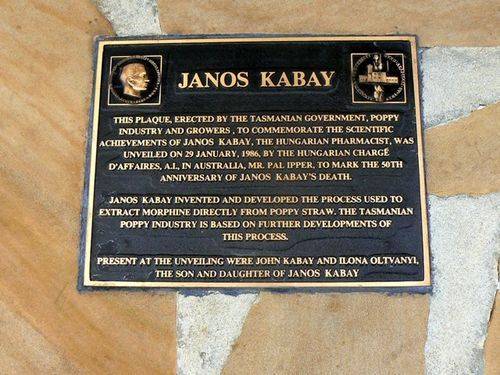 JANOS KABAY
THIS PLAQUE, ERECTED BY THE TASMANIAN GOVERNMENT, POPPY
INDUSTRY AND GROWERS , TO COMMEMORATE THE SCIENTIFIC
ACHIEVEMENTS OF JANOS KABAY, THE HUNGARIAN PHARMACIST, WAS
UNVEILED ON 29 JANUARY, 1986, BY THE HUNGARIAN CHARGÉ
D'AFFAIRES, A.I., IN AUSTRALIA, MR. PAL IPPER, TO MARK THE 50TH
ANNIVERSARY OF JANOS KABAY'S DEATH.
JANOS KABAY INVENTED AND DEVELOPED THE PROCESS USED TO
EXTRACT MORPHINE DIRECTLY FROM POPPY STRAW. THE TASMANIAN
POPPY INDUSTRY IS BASED ON FURTHER DEVELOPMENTS OF
THIS PROCESS.
PRESENT AT THE UNVEILING WERE JOHN KABAY AND ILONA OLTVANYI,
THE SON AND DAUGHTER OF JANOS KABAY